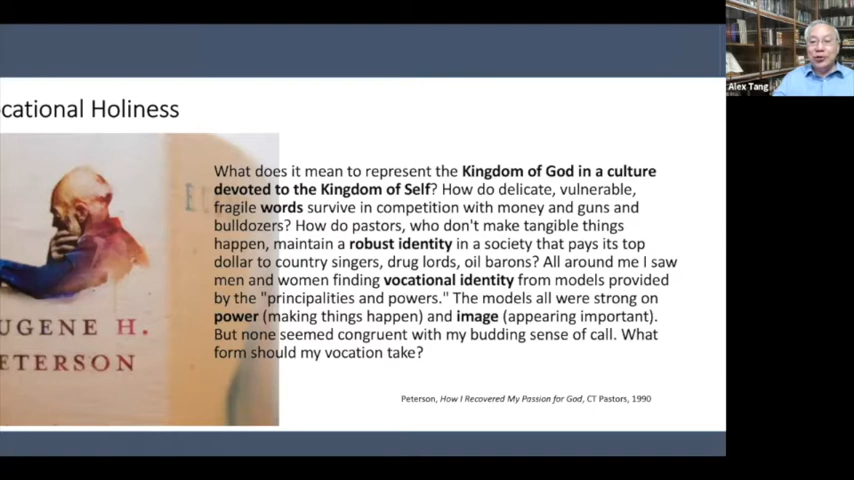 Alex Tang
cational Holiness
What does it mean to represent the Kingdom of God in a culture
devoted to the Kingdom of Self? How do delicate, vulnerable,
fragile words survive in competition with money and guns and
bulldozers? How do pastors, who don't make tangible things
happen, maintain a robust identity in a society that pays its top
dollar to country singers, drug lords, oil barons? All around me I saw
men and women finding vocational identity from models provided
by the "principalities and powers." The models all were strong on
power (making things happen) and image (appearing important).
But none seemed congruent with my budding sense of call. What
form should my vocation take?
UGENE H.
ETERSON
Peterson, How I Recovered My Passion for God, CT Pastors, 1990